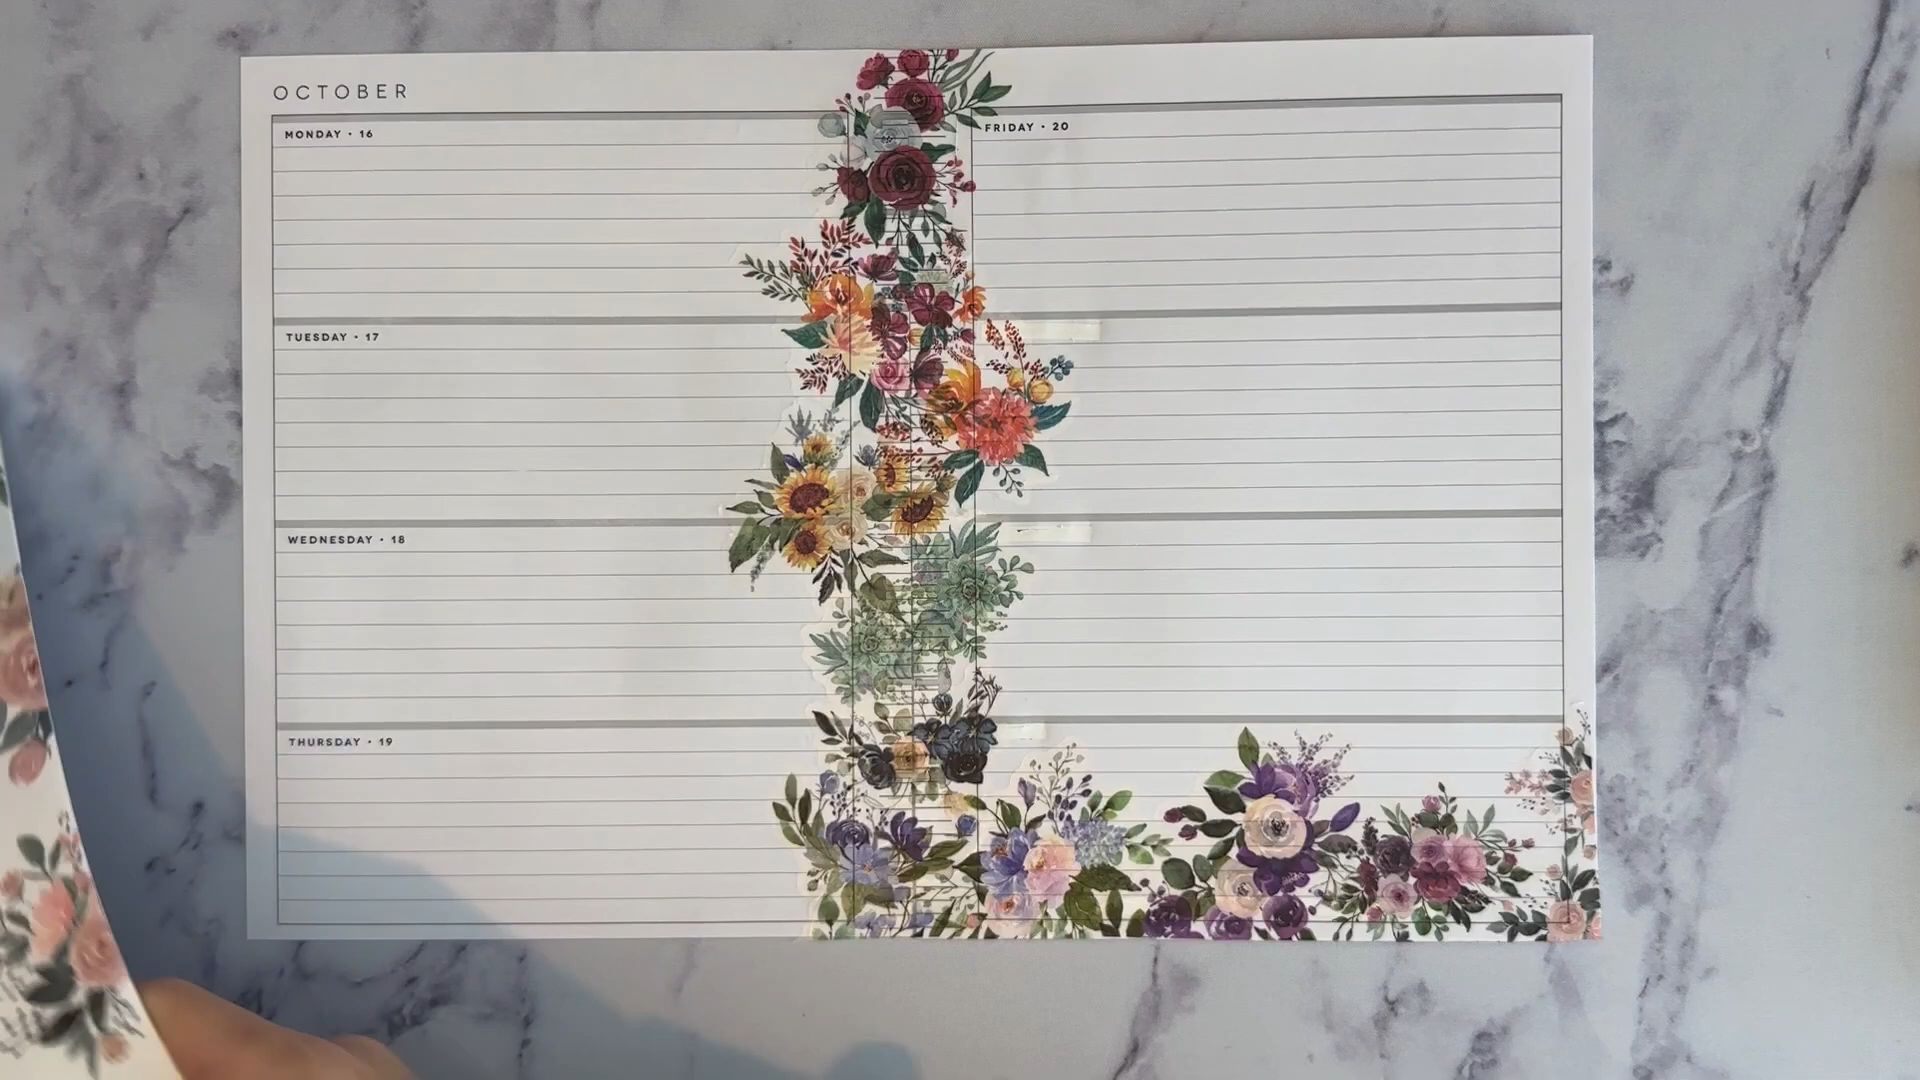 OCTOBER
MONDAY • 16
TUESDAY • 17
WEDNESDAY • 18
THURSDAY • 19
FRIDAY • 20